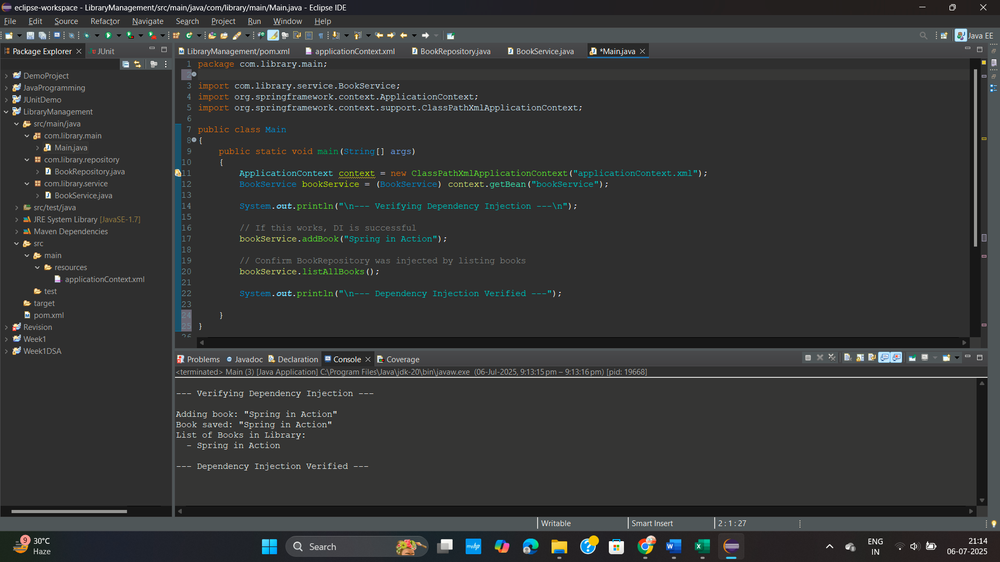 eclipse-workspace - LibraryManagement/src/main/java/com/library/main/Main.java - Eclipse IDE
File Edit Source Refactor Navigate Search Project Run Window Help
Java EE
Package Explorer
JUnit
LibraryManagement/pom.xml
applicationContext.xml
BookRepository.java
BookService.java
*Main.java
DemoProject
JavaProgramming
JUnitDemo
LibraryManagement
src/main/java
com.library.main
Main.java
com.library.repository
BookRepository.java
com.library.service
BookService.java
src/test/java
JRE System Library [JavaSE-1.7]
Maven Dependencies
src
main
resources
applicationContext.xml
test
target
pom.xml
Revision
Week1
Week1DSA
1 package com.library.main;
2
3 import com.library.service.BookService;
4 import org.springframework.context.ApplicationContext;
5 import org.springframework.context.support.ClassPathXmlApplicationContext;
6
7 public class Main
8 {
9 public static void main(String[] args)
10 {
11 ApplicationContext context = new ClassPathXmlApplicationContext("applicationContext.xml");
12 BookService bookService = (BookService) context.getBean("bookService");
13
14 System.out.println("\n--- Verifying Dependency Injection ---\n");
15
16 // If this works, DI is successful
17 bookService.addBook("Spring in Action");
18
19 // Confirm BookRepository was injected by listing books
20 bookService.listAllBooks();
21
22 System.out.println("\n--- Dependency Injection Verified ---");
23
24 }
25 }
26
Problems
Javadoc
Declaration
Console
Coverage
<terminated> Main (3) [Java Application] C:\Program Files\Java\jdk-20\bin\javaw.exe (06-Jul-2025, 9:13:15 pm – 9:13:16 pm) [pid: 19668]
--- Verifying Dependency Injection ---
Adding book: "Spring in Action"
Book saved: "Spring in Action"
List of Books in Library:
- Spring in Action
--- Dependency Injection Verified ---
Writable
Smart Insert
2 : 1 : 27
9
30°C
Haze
Search
myhp
ENG
IN
21:14
06-07-2025